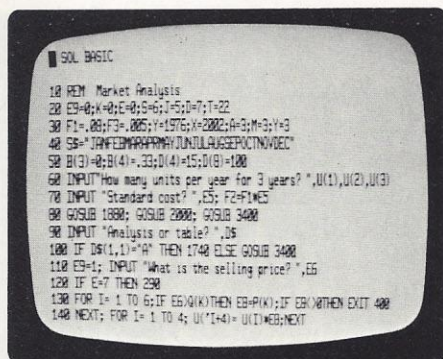 SOL BASIC
10 REM Market Analysis
20 E9=0;K=0;E=0;S=6;J=5;D=7;T=22
30 F1=.08;F3=.005;Y=1976;X=2002;A=3;M=3;Y=3
40 S$="JANFEBMARAPRMAYJUNJULAUGSEPOCTNOVDEC"
50 B(3)=0;B(4)=.33;D(4)=15;D(8)=100
60 INPUT"How many units per year for 3 years? ",U(1),U(2),U(3)
70 INPUT "Standard cost? ",E5; F2=F1*E5
80 GOSUB 1880; GOSUB 2000; GOSUB 3400
90 INPUT "Analysis or table? ",D$
100 IF D$(1,1)="A" THEN 1740 ELSE GOSUB 3400
110 E9=1; INPUT "What is the selling price? ",E6
120 IF E=7 THEN 290
130 FOR I= 1 TO 6;IF E6>Q(K)THEN E8=P(K);IF E8<>0THEN EXIT 400
140 NEXT; FOR I= 1 TO 4; U('I+4)= U(I)*E8;NEXT